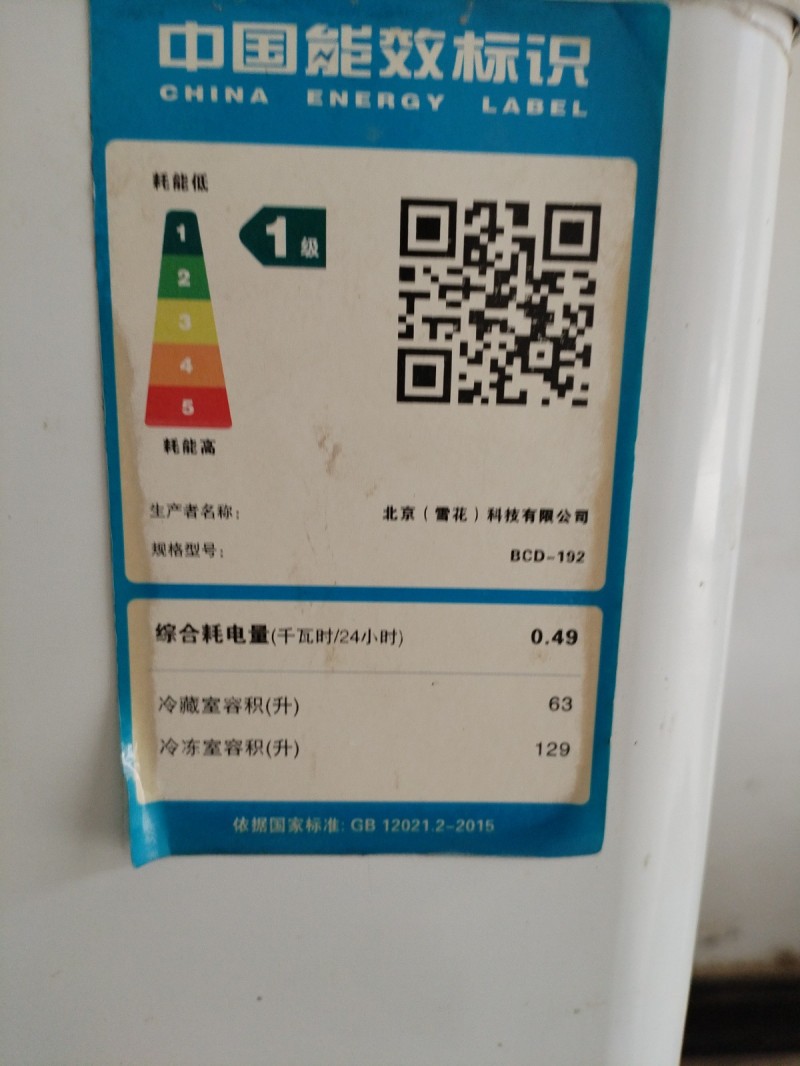 中国能效标识
CHINA ENERGY LABEL
耗能低
1
1级
2
3
4
5
耗能高
生产者名称: 北京(雪花)科技有限公司
规格型号: BCD-192
综合耗电量(千瓦时/24小时) 0.49
冷藏室容积(升) 63
冷冻室容积(升) 129
依据国家标准: GB 12021.2-2015